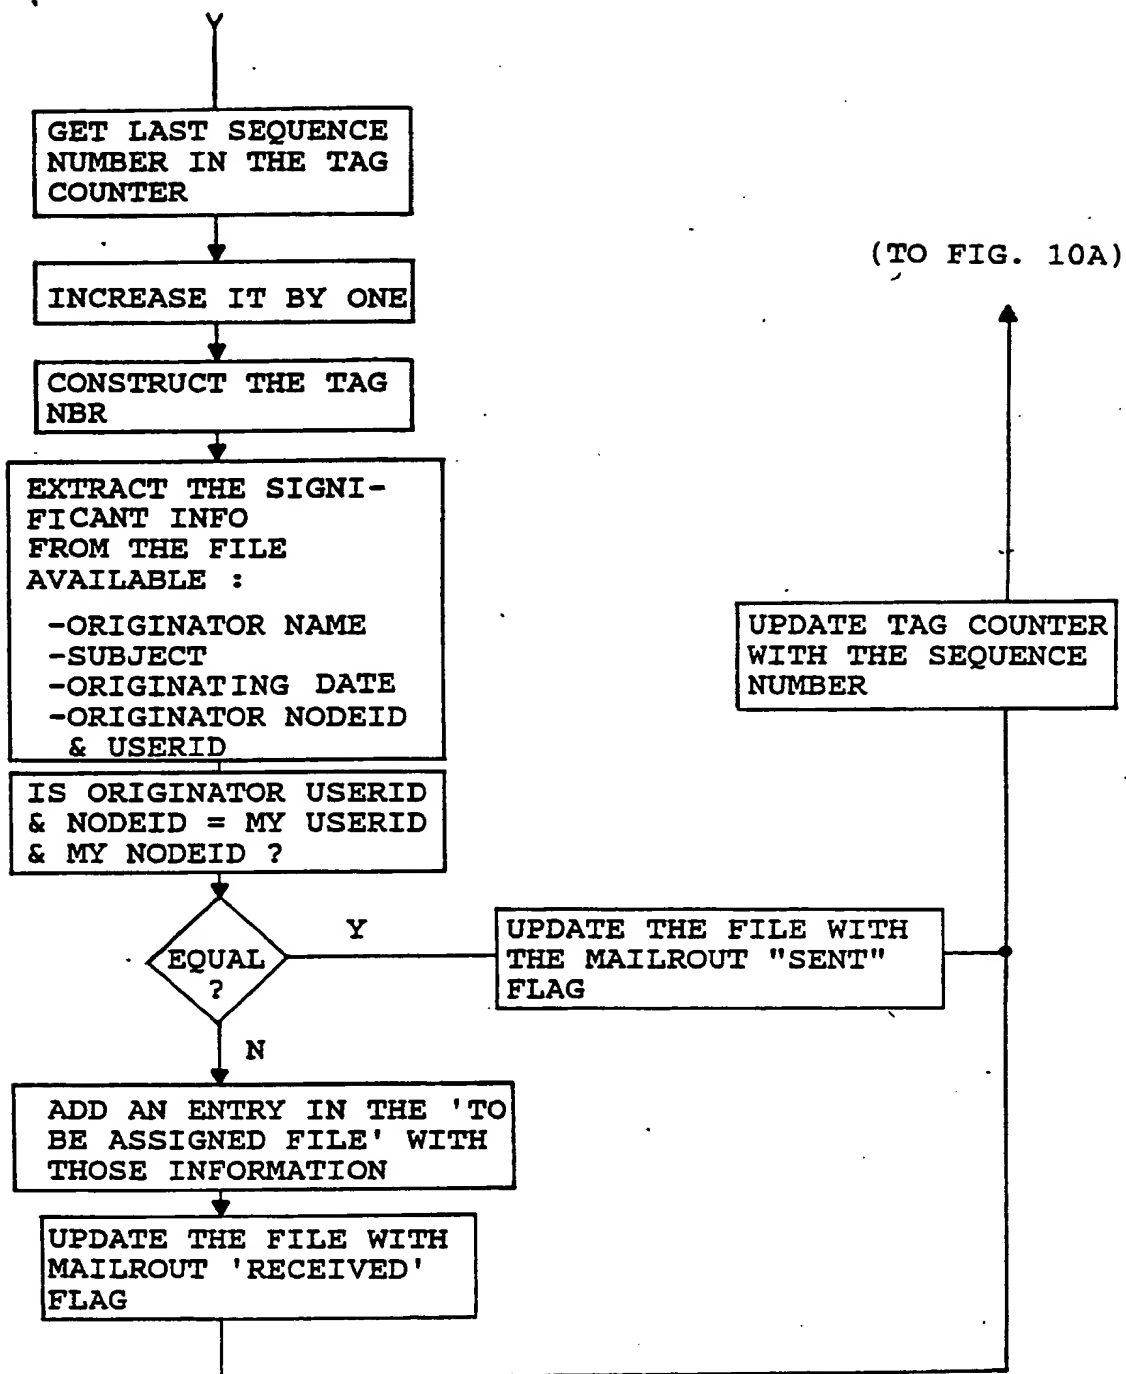 GET LAST SEQUENCE
NUMBER IN THE TAG
COUNTER
(TO FIG. 10A)
INCREASE IT BY ONE
CONSTRUCT THE TAG
NBR
EXTRACT THE SIGNI-
FICANT INFO
FROM THE FILE
AVAILABLE :
-ORIGINATOR NAME
-SUBJECT
-ORIGINATING DATE
-ORIGINATOR NODEID
& USERID
UPDATE TAG COUNTER
WITH THE SEQUENCE
NUMBER
IS ORIGINATOR USERID
& NODEID = MY USERID
& MY NODEID ?
EQUAL
?
Y
UPDATE THE FILE WITH
THE MAILROUT "SENT"
FLAG
N
ADD AN ENTRY IN THE 'TO
BE ASSIGNED FILE' WITH
THOSE INFORMATION
UPDATE THE FILE WITH
MAILROUT 'RECEIVED'
FLAG